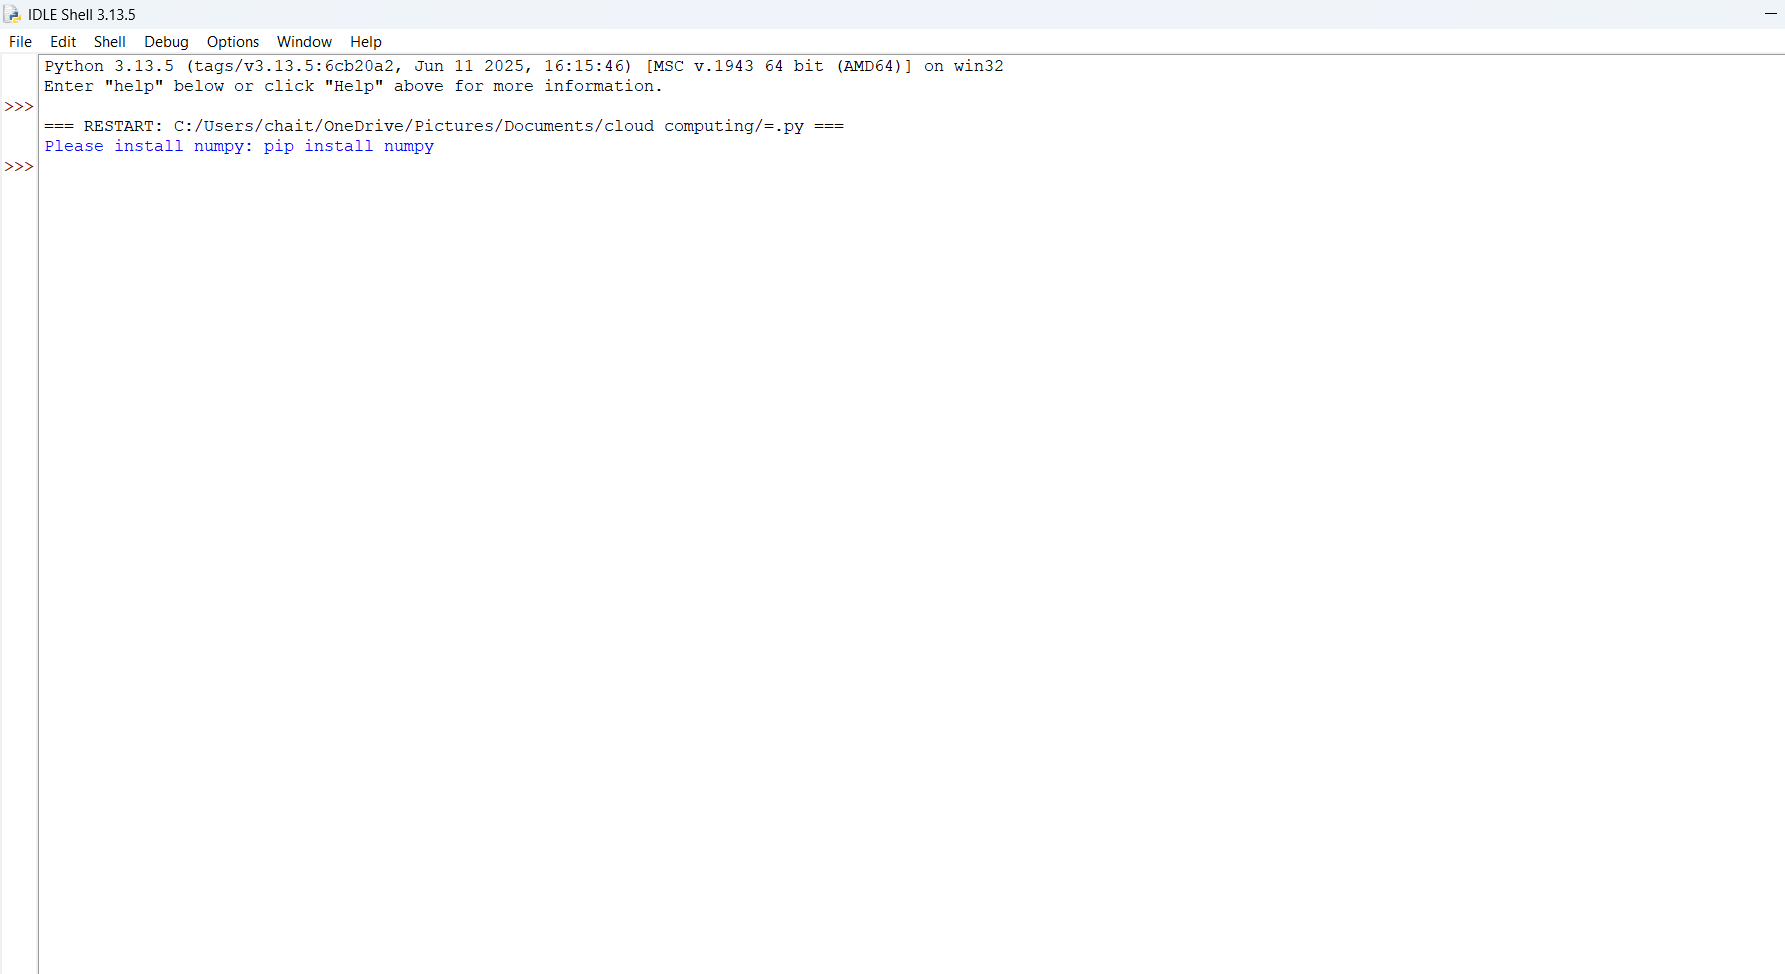 IDLE Shell 3.13.5
File Edit Shell Debug Options Window Help
Python 3.13.5 (tags/v3.13.5:6cb20a2, Jun 11 2025, 16:15:46) [MSC v.1943 64 bit (AMD64)] on win32
Enter "help" below or click "Help" above for more information.
>>>
=== RESTART: C:/Users/chait/OneDrive/Pictures/Documents/cloud computing/=.py ===
Please install numpy: pip install numpy
>>>